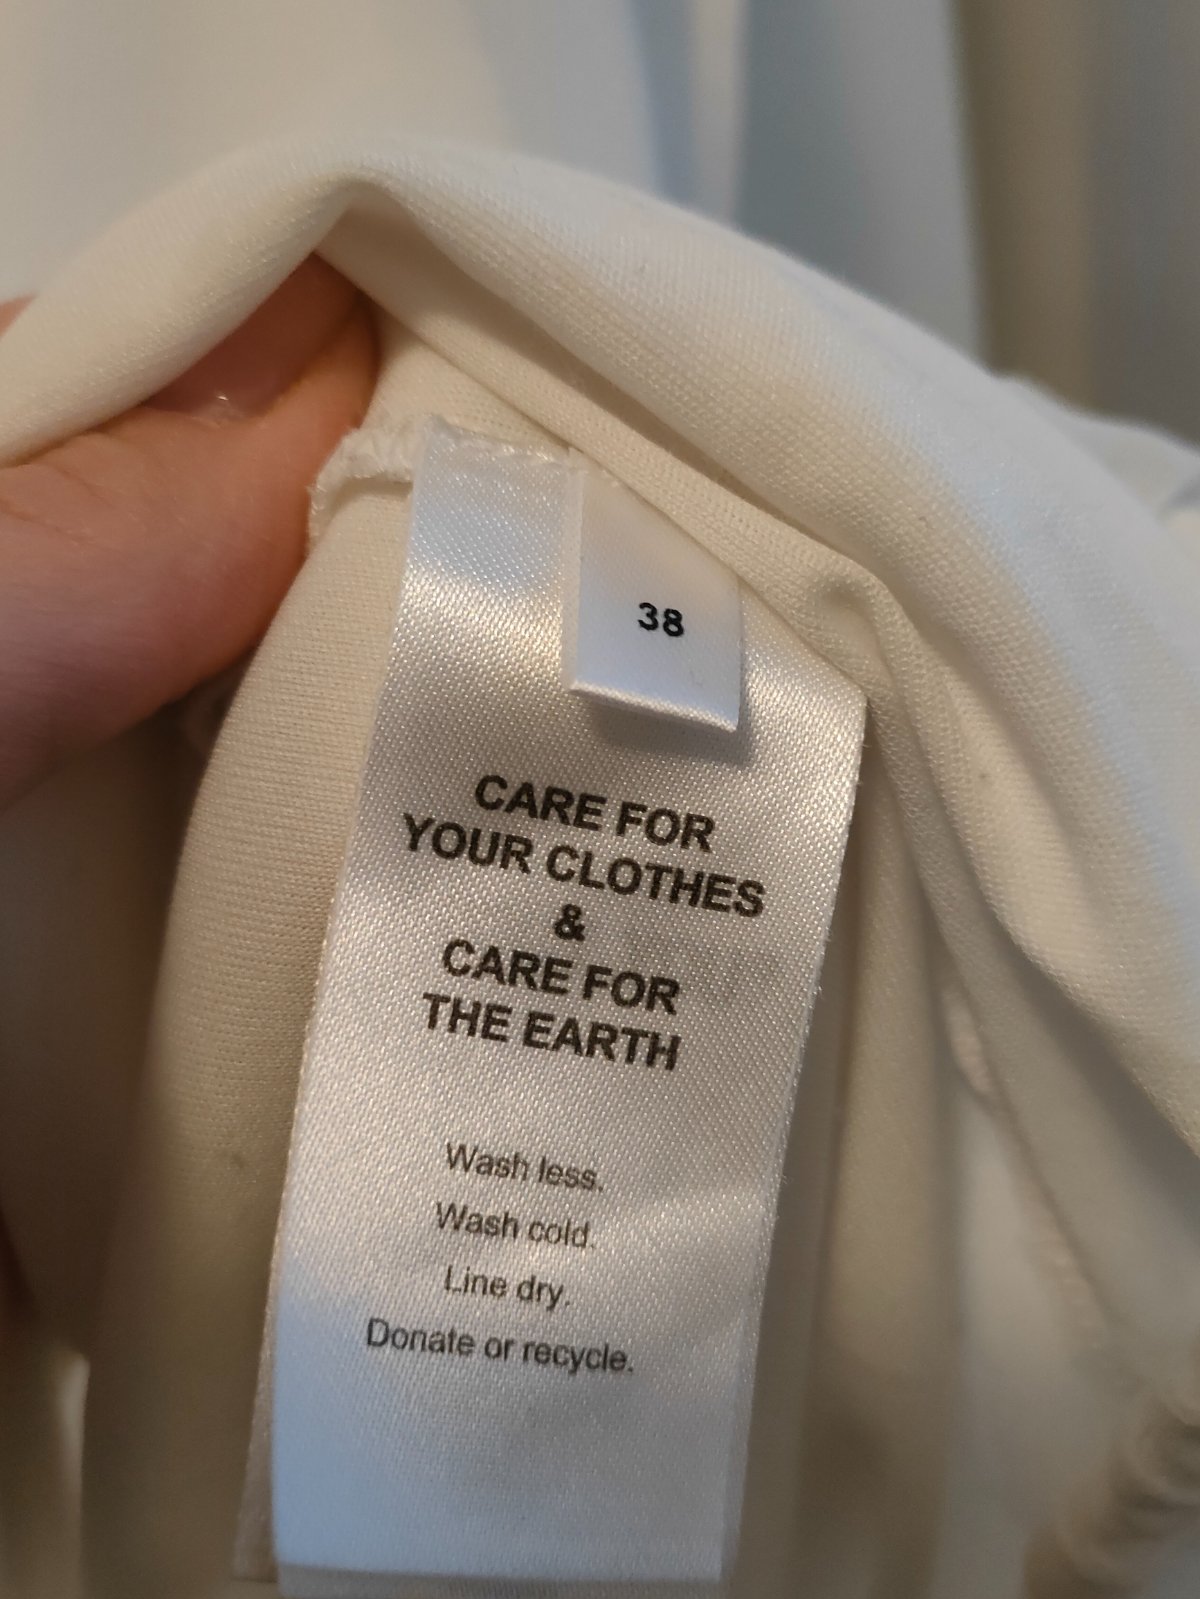 38
CARE FOR
YOUR CLOTHES
&
CARE FOR
THE EARTH
Wash less.
Wash cold.
Line dry.
Donate or recycle.